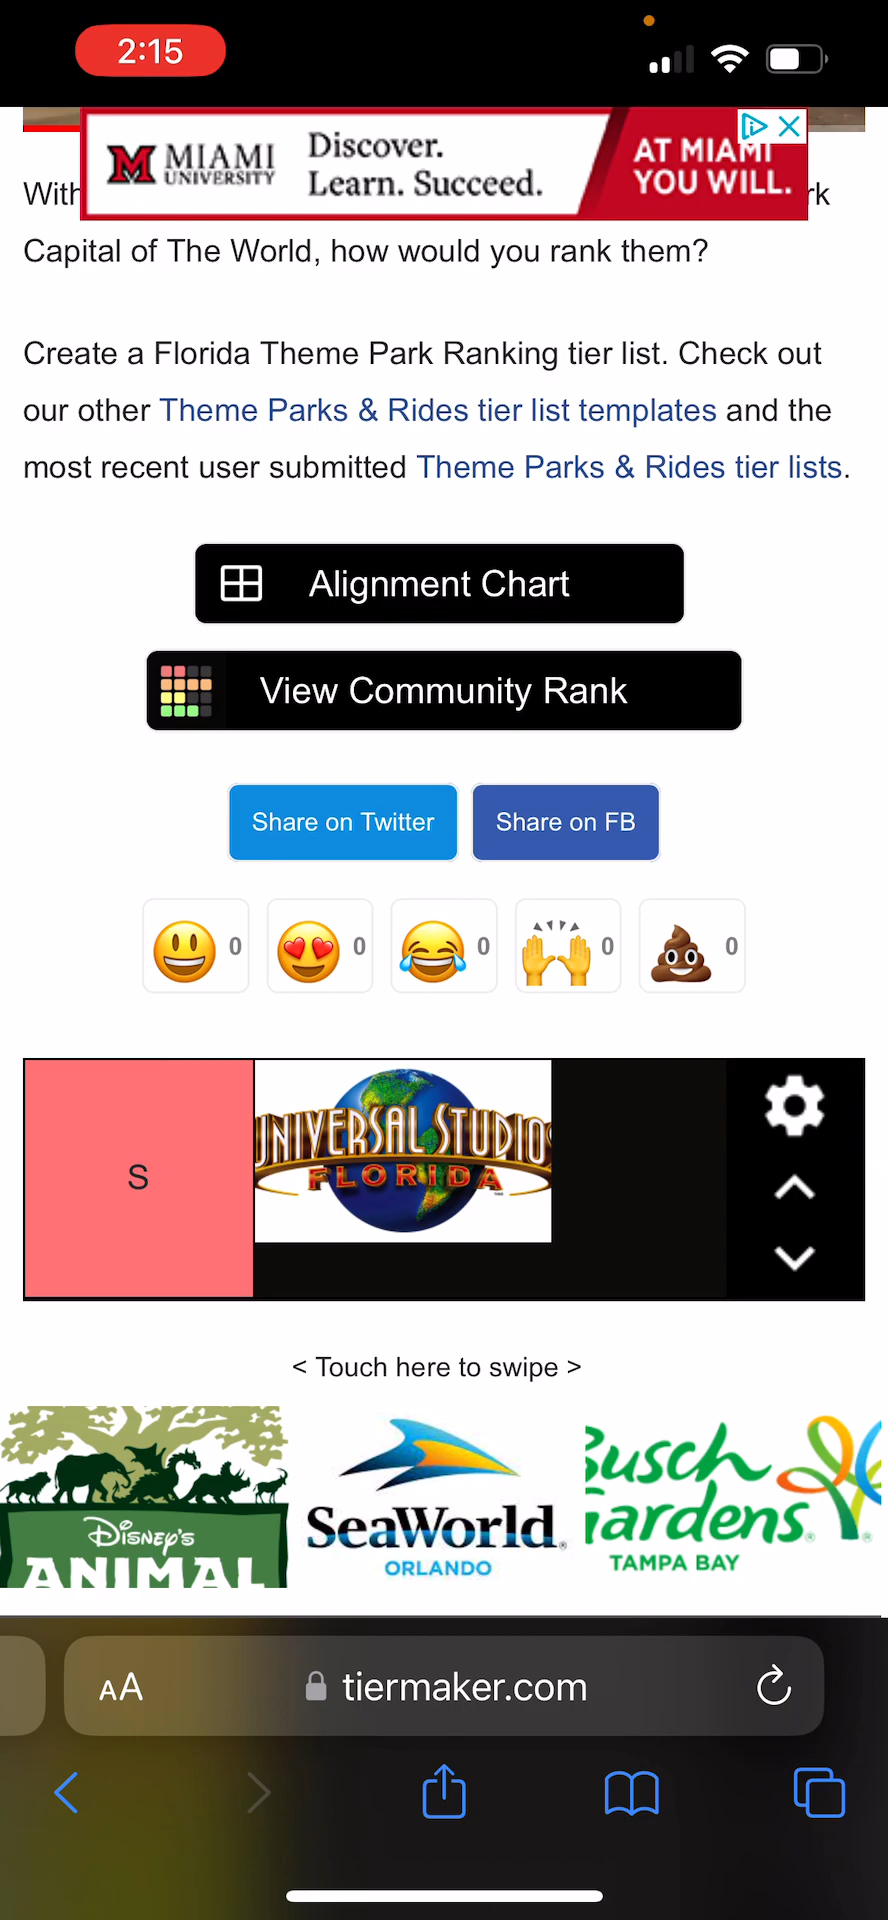 2:15
MIAMI
UNIVERSITY
Discover.
Learn. Succeed.
AT MIAMI
YOU WILL.
With
rk
Capital of The World, how would you rank them?
Create a Florida Theme Park Ranking tier list. Check out
our other Theme Parks & Rides tier list templates and the
most recent user submitted Theme Parks & Rides tier lists.
Alignment Chart
View Community Rank
Share on Twitter
Share on FB
0
0
0
0
0
S
UNIVERSAL STUDIO
FLORIDA
< Touch here to swipe >
Disney's
ANIMAL
SeaWorld®
ORLANDO
Busch
Gardens®
TAMPA BAY
AA
tiermaker.com